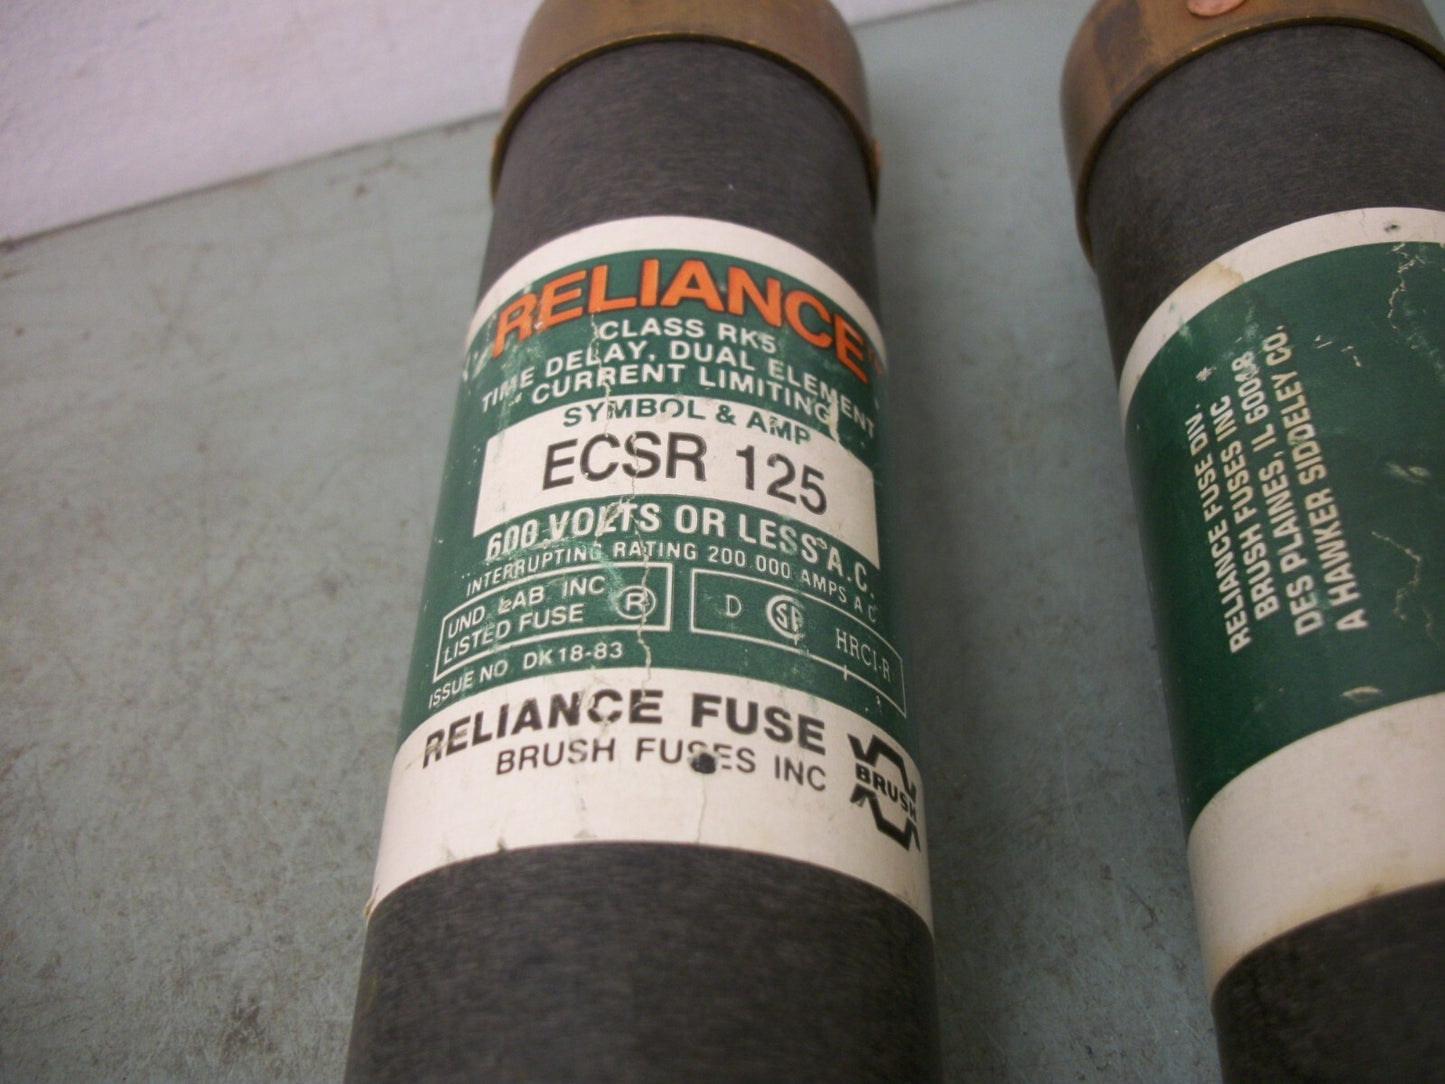 RELIANCE
CLASS RK5
TIME DELAY, DUAL ELEMENT
CURRENT LIMITING
SYMBOL & AMP
ECSR 125
600 VOLTS OR LESS A.C.
INTERRUPTING RATING 200 000 AMPS A C
UND LAB INC
LISTED FUSE ®
D SA HRCI-R
ISSUE NO DK18-83
RELIANCE FUSE
BRUSH FUSES INC
BRUSH
RELIANCE FUSE DIV.
BRUSH FUSES INC
DES PLAINES, IL 60048
A HAWKER SIDDELEY CO.